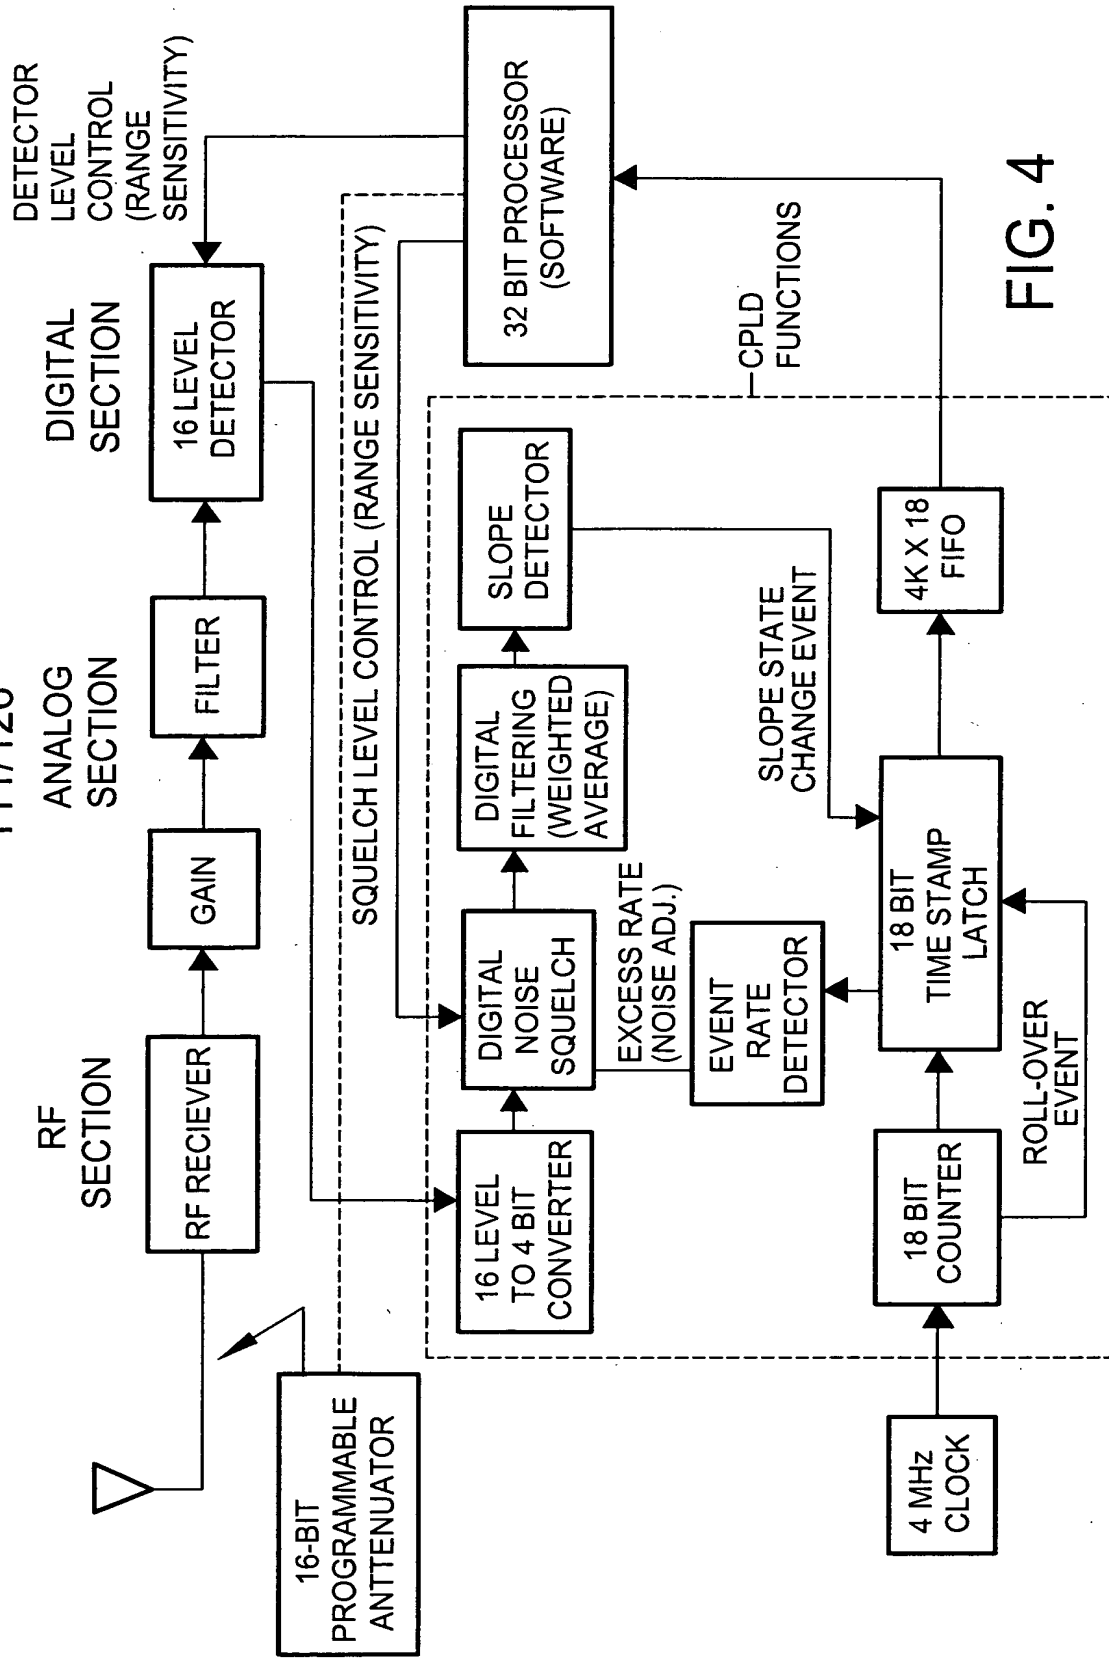 RF
SECTION
ANALOG
SECTION
DIGITAL
SECTION
DETECTOR
LEVEL
CONTROL
(RANGE
SENSITIVITY)
RF RECIEVER
GAIN
FILTER
16 LEVEL
DETECTOR
16-BIT
PROGRAMMABLE
ANTTENUATOR
SQUELCH LEVEL CONTROL (RANGE SENSITIVITY)
16 LEVEL
TO 4 BIT
CONVERTER
DIGITAL
NOISE
SQUELCH
DIGITAL
FILTERING
(WEIGHTED
AVERAGE)
SLOPE
DETECTOR
32 BIT PROCESSOR
(SOFTWARE)
EXCESS RATE
(NOISE ADJ.)
EVENT
RATE
DETECTOR
SLOPE STATE
CHANGE EVENT
CPLD
FUNCTIONS
4 MHz
CLOCK
18 BIT
COUNTER
18 BIT
TIME STAMP
LATCH
4K X 18
FIFO
ROLL-OVER
EVENT
FIG. 4